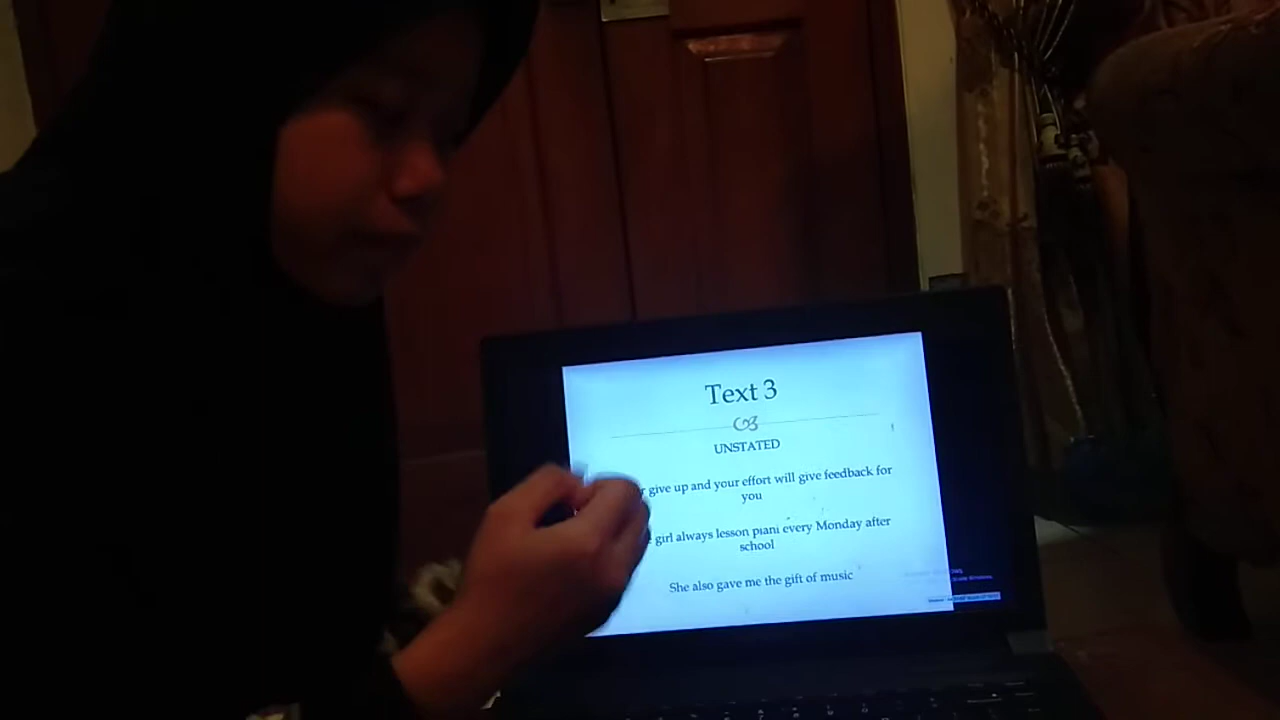 Text 3
UNSTATED
give up and your effort will give feedback for
you
girl always lesson piani every Monday after
school
She also gave me the gift of music